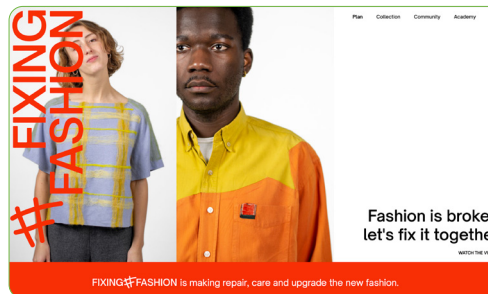 # FIXING
FASHION
Plan Collection Community Academy
Fashion is broke
let's fix it togethe
WATCH THE V
FIXING#FASHION is making repair, care and upgrade the new fashion.